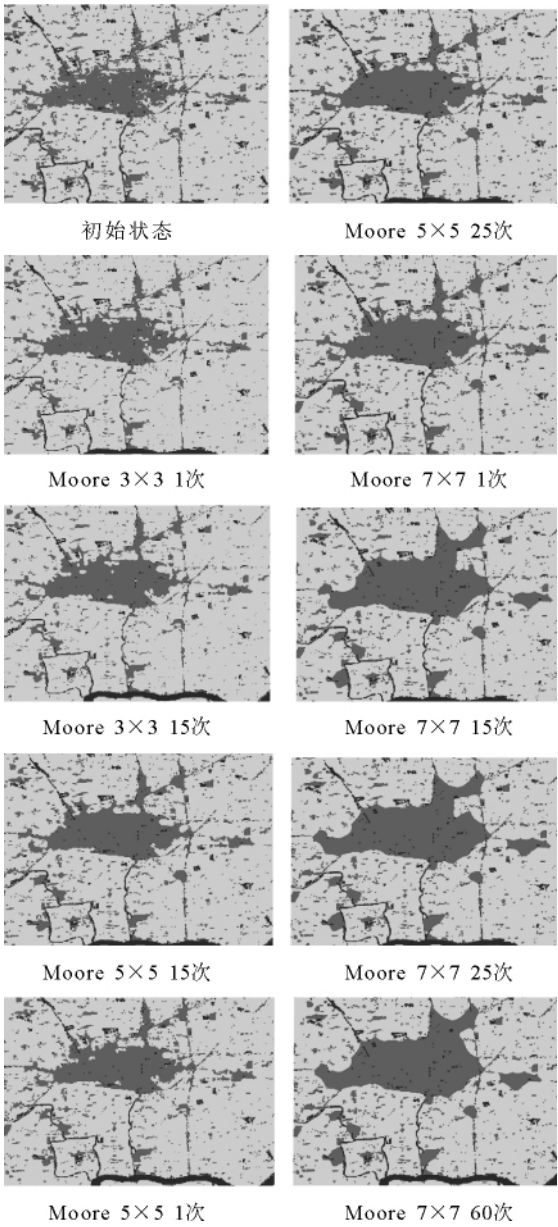 初始状态
Moore 5×5 25次
Moore 3×3 1次
Moore 7×7 1次
Moore 3×3 15次
Moore 7×7 15次
Moore 5×5 15次
Moore 7×7 25次
Moore 5×5 1次
Moore 7×7 60次